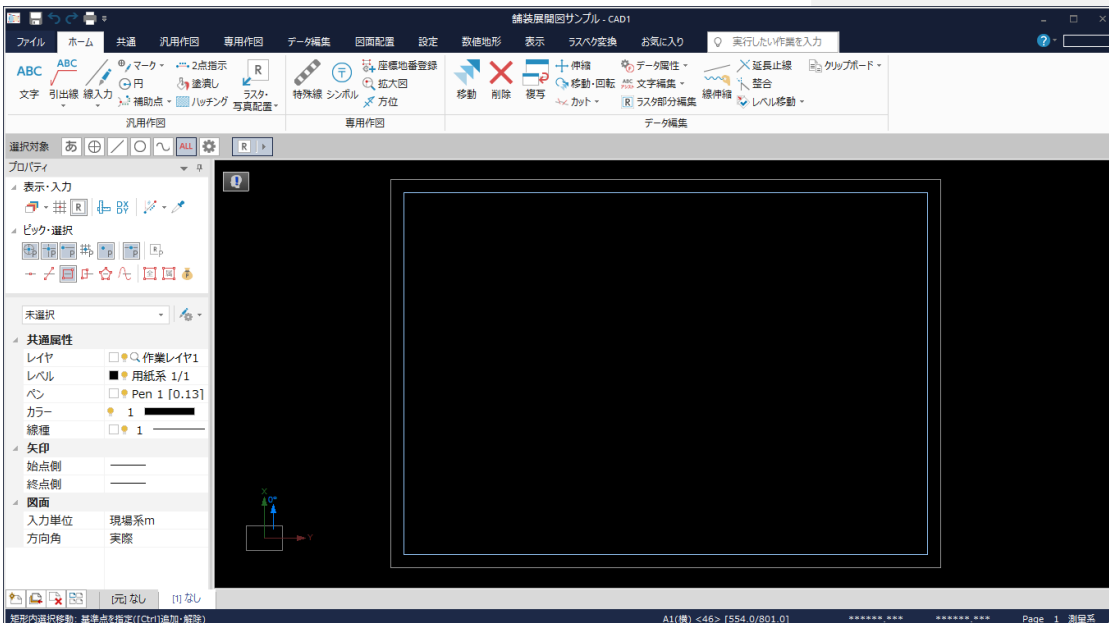 舗装展開図サンプル - CAD1
ファイル ホーム 共通 汎用作図 専用作図 データ編集 図面配置 設定 数値地形 表示 ラスベク変換 お気に入り 実行したい作業を入力
ABC 文字
ABC 引出線
線入力
マーク
円
補助点
2点指示
塗潰し
ハッチング
R ラスタ・写真配置
汎用作図
特殊線
シンボル
座標地番登録
拡大図
方位
専用作図
移動
削除
複写
伸縮
移動・回転
カット
データ属性
文字編集
R ラスタ部分編集
線伸縮
延長止線
整合
レベル移動
クリップボード
データ編集
選択対象 あ ALL R
プロパティ
表示・入力
R DX DY
ピック・選択
未選択
共通属性
レイヤ 作業レイヤ1
レベル 用紙系 1/1
ペン Pen 1 [0.13]
カラー 1
線種 1
矢印
始点側
終点側
図面
入力単位 現場系m
方向角 実際
X
0°
Y
[元] なし [1] なし
矩形内選択移動: 基準点を指定([Ctrl]追加・解除) A1(横) <46> [554.0/801.0] ******.*** ******.*** Page 1 測量系